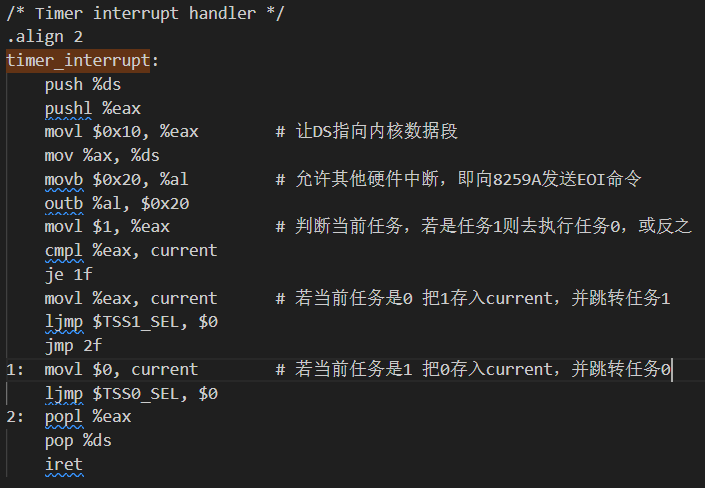 /* Timer interrupt handler */
.align 2
timer_interrupt:
    push %ds
    pushl %eax
    movl $0x10, %eax        # 让DS指向内核数据段
    mov %ax, %ds
    movb $0x20, %al         # 允许其他硬件中断，即向8259A发送EOI命令
    outb %al, $0x20
    movl $1, %eax           # 判断当前任务，若是任务1则去执行任务0，或反之
    cmpl %eax, current
    je 1f
    movl %eax, current      # 若当前任务是0 把1存入current，并跳转任务1
    ljmp $TSS1_SEL, $0
    jmp 2f
1:  movl $0, current        # 若当前任务是1 把0存入current，并跳转任务0
    ljmp $TSS0_SEL, $0
2:  popl %eax
    pop %ds
    iret